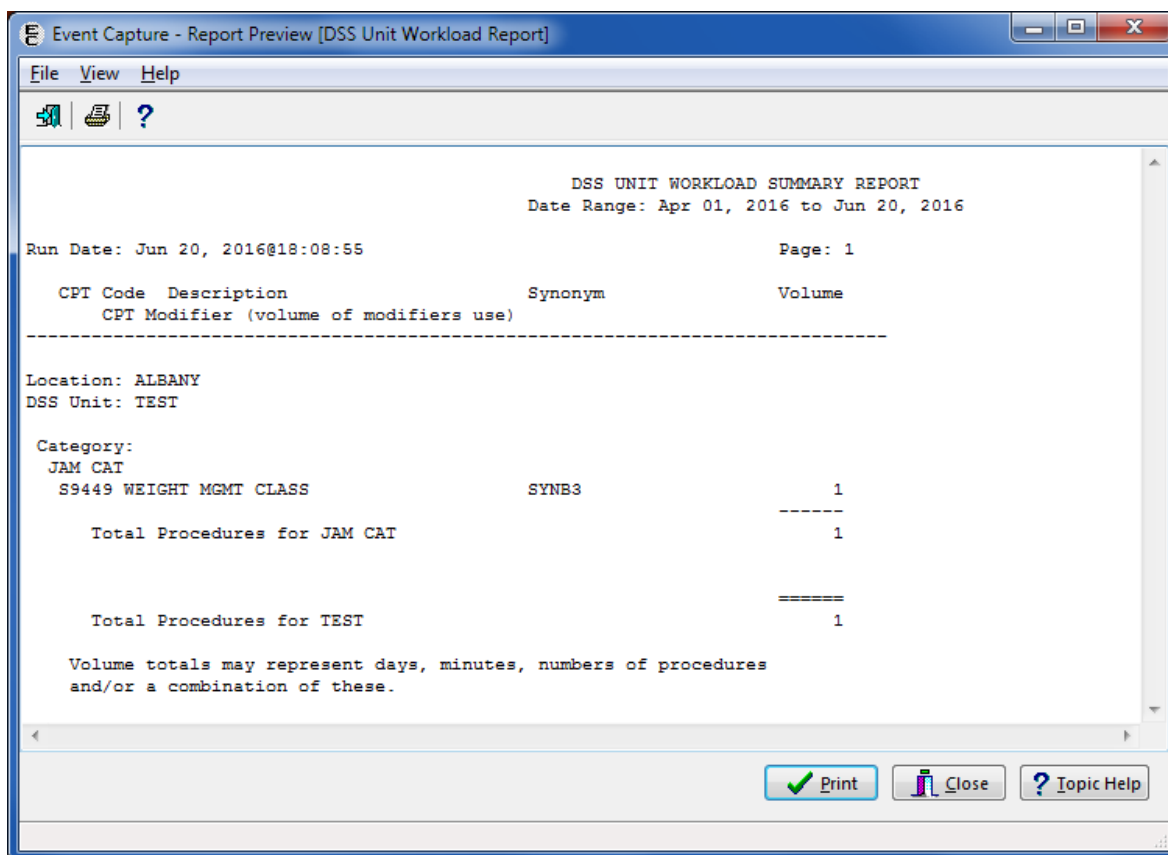 Event Capture - Report Preview [DSS Unit Workload Report]
File View Help
?
DSS UNIT WORKLOAD SUMMARY REPORT
Date Range: Apr 01, 2016 to Jun 20, 2016
Run Date: Jun 20, 2016@18:08:55 Page: 1
CPT Code Description Synonym Volume
CPT Modifier (volume of modifiers use)
--------------------------------------------------------------------------------
Location: ALBANY
DSS Unit: TEST
Category:
JAM CAT
S9449 WEIGHT MGMT CLASS SYNB3 1
------
Total Procedures for JAM CAT 1
======
Total Procedures for TEST 1
Volume totals may represent days, minutes, numbers of procedures
and/or a combination of these.
Print Close ? Topic Help